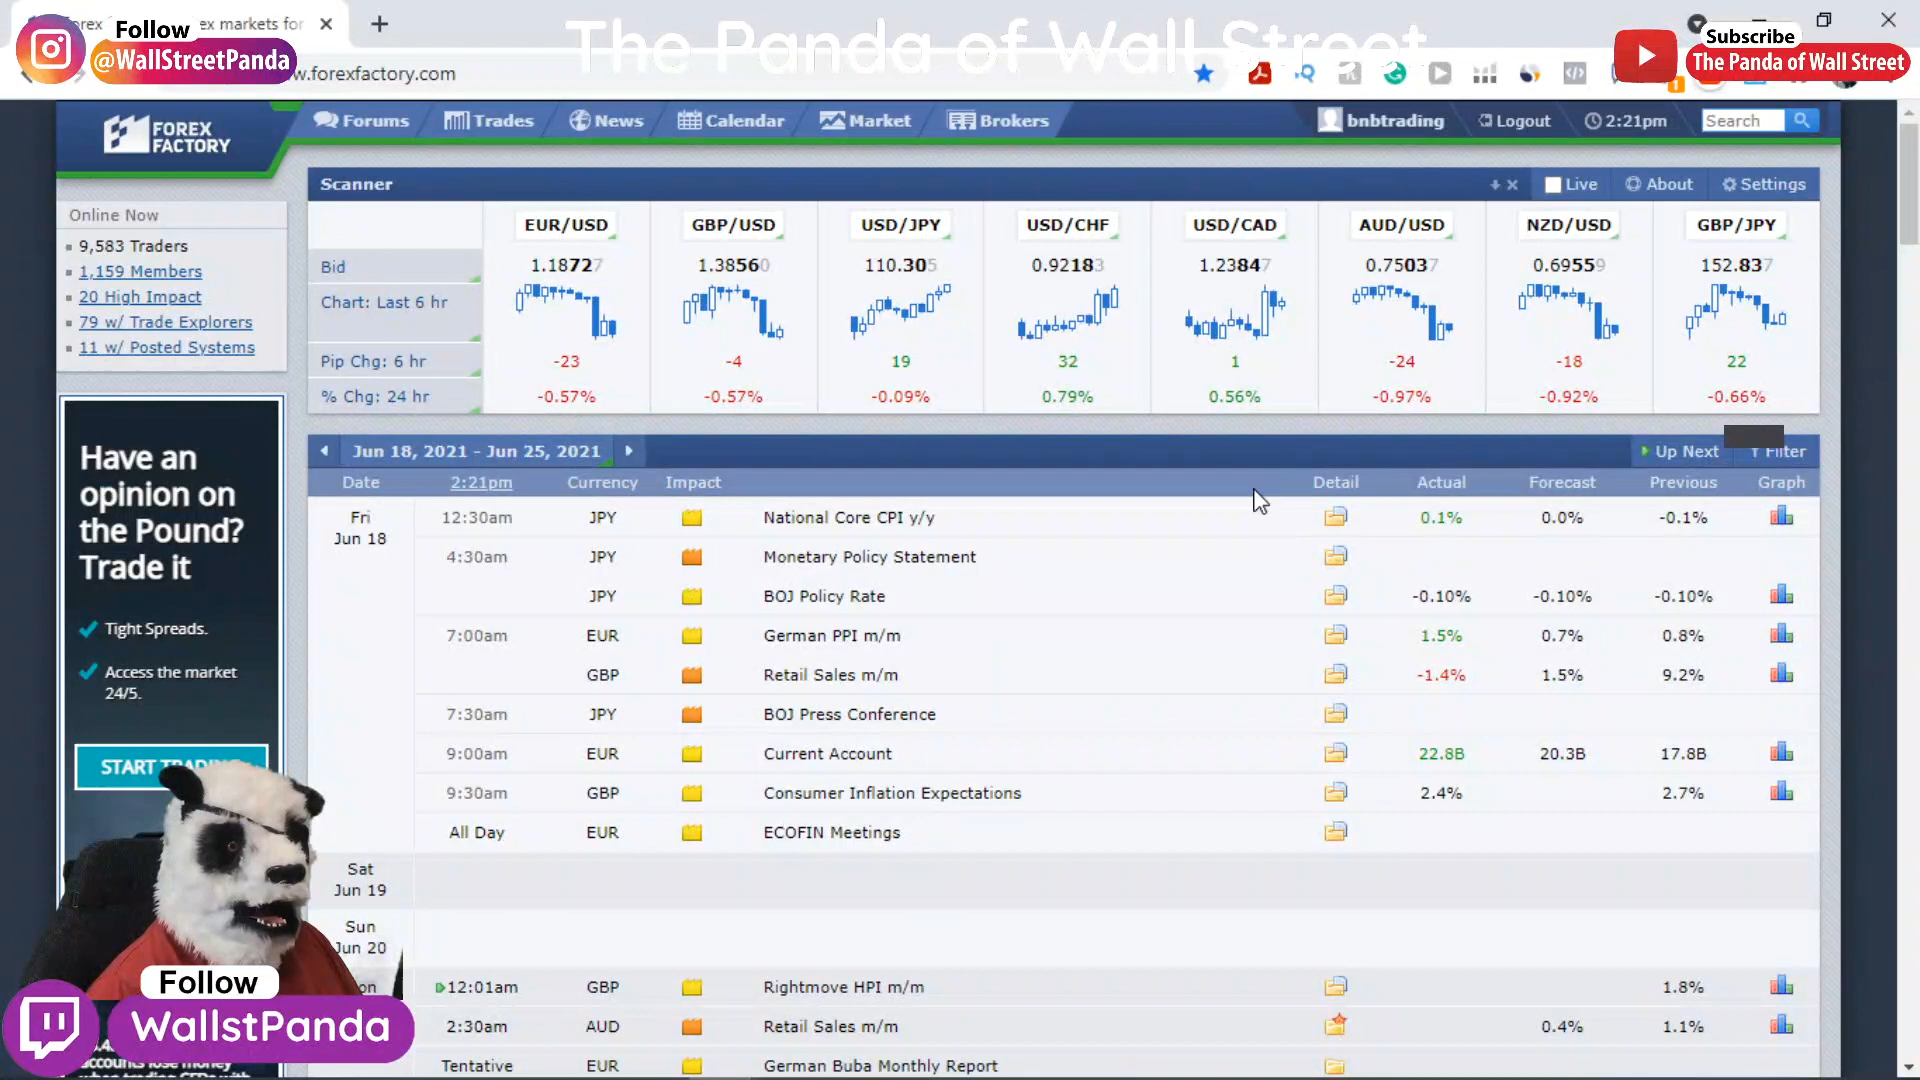 Forex
ex markets for
The Panda of Wall Street
Follow
@WallStreetPanda
Subscribe
The Panda of Wall Street
w.forexfactory.com
FOREX
FACTORY
Forums
Trades
News
Calendar
Market
Brokers
bnbtrading
Logout
2:21pm
Search
Scanner
Live
About
Settings
Online Now
9,583 Traders
1,159 Members
20 High Impact
79 w/ Trade Explorers
11 w/ Posted Systems
EUR/USD GBP/USD USD/JPY USD/CHF USD/CAD AUD/USD NZD/USD GBP/JPY
Bid 1.18727 1.38560 110.305 0.92183 1.23847 0.75037 0.69559 152.837
Chart: Last 6 hr
Pip Chg: 6 hr -23 -4 19 32 1 -24 -18 22
% Chg: 24 hr -0.57% -0.57% -0.09% 0.79% 0.56% -0.97% -0.92% -0.66%
Have an
opinion on
the Pound?
Trade it
Tight Spreads.
Access the market
24/5.
START
Jun 18, 2021 - Jun 25, 2021
Up Next
Filter
Date 2:21pm Currency Impact Detail Actual Forecast Previous Graph
Fri
Jun 18
12:30am JPY National Core CPI y/y 0.1% 0.0% -0.1%
4:30am JPY Monetary Policy Statement
JPY BOJ Policy Rate -0.10% -0.10% -0.10%
7:00am EUR German PPI m/m 1.5% 0.7% 0.8%
GBP Retail Sales m/m -1.4% 1.5% 9.2%
7:30am JPY BOJ Press Conference
9:00am EUR Current Account 22.8B 20.3B 17.8B
9:30am GBP Consumer Inflation Expectations 2.4% 2.7%
All Day EUR ECOFIN Meetings
Sat
Jun 19
Sun
Jun 20
12:01am GBP Rightmove HPI m/m 1.8%
2:30am AUD Retail Sales m/m 0.4% 1.1%
Tentative EUR German Buba Monthly Report
Follow
WallstPanda
accounts lose money
when trading CFDs with